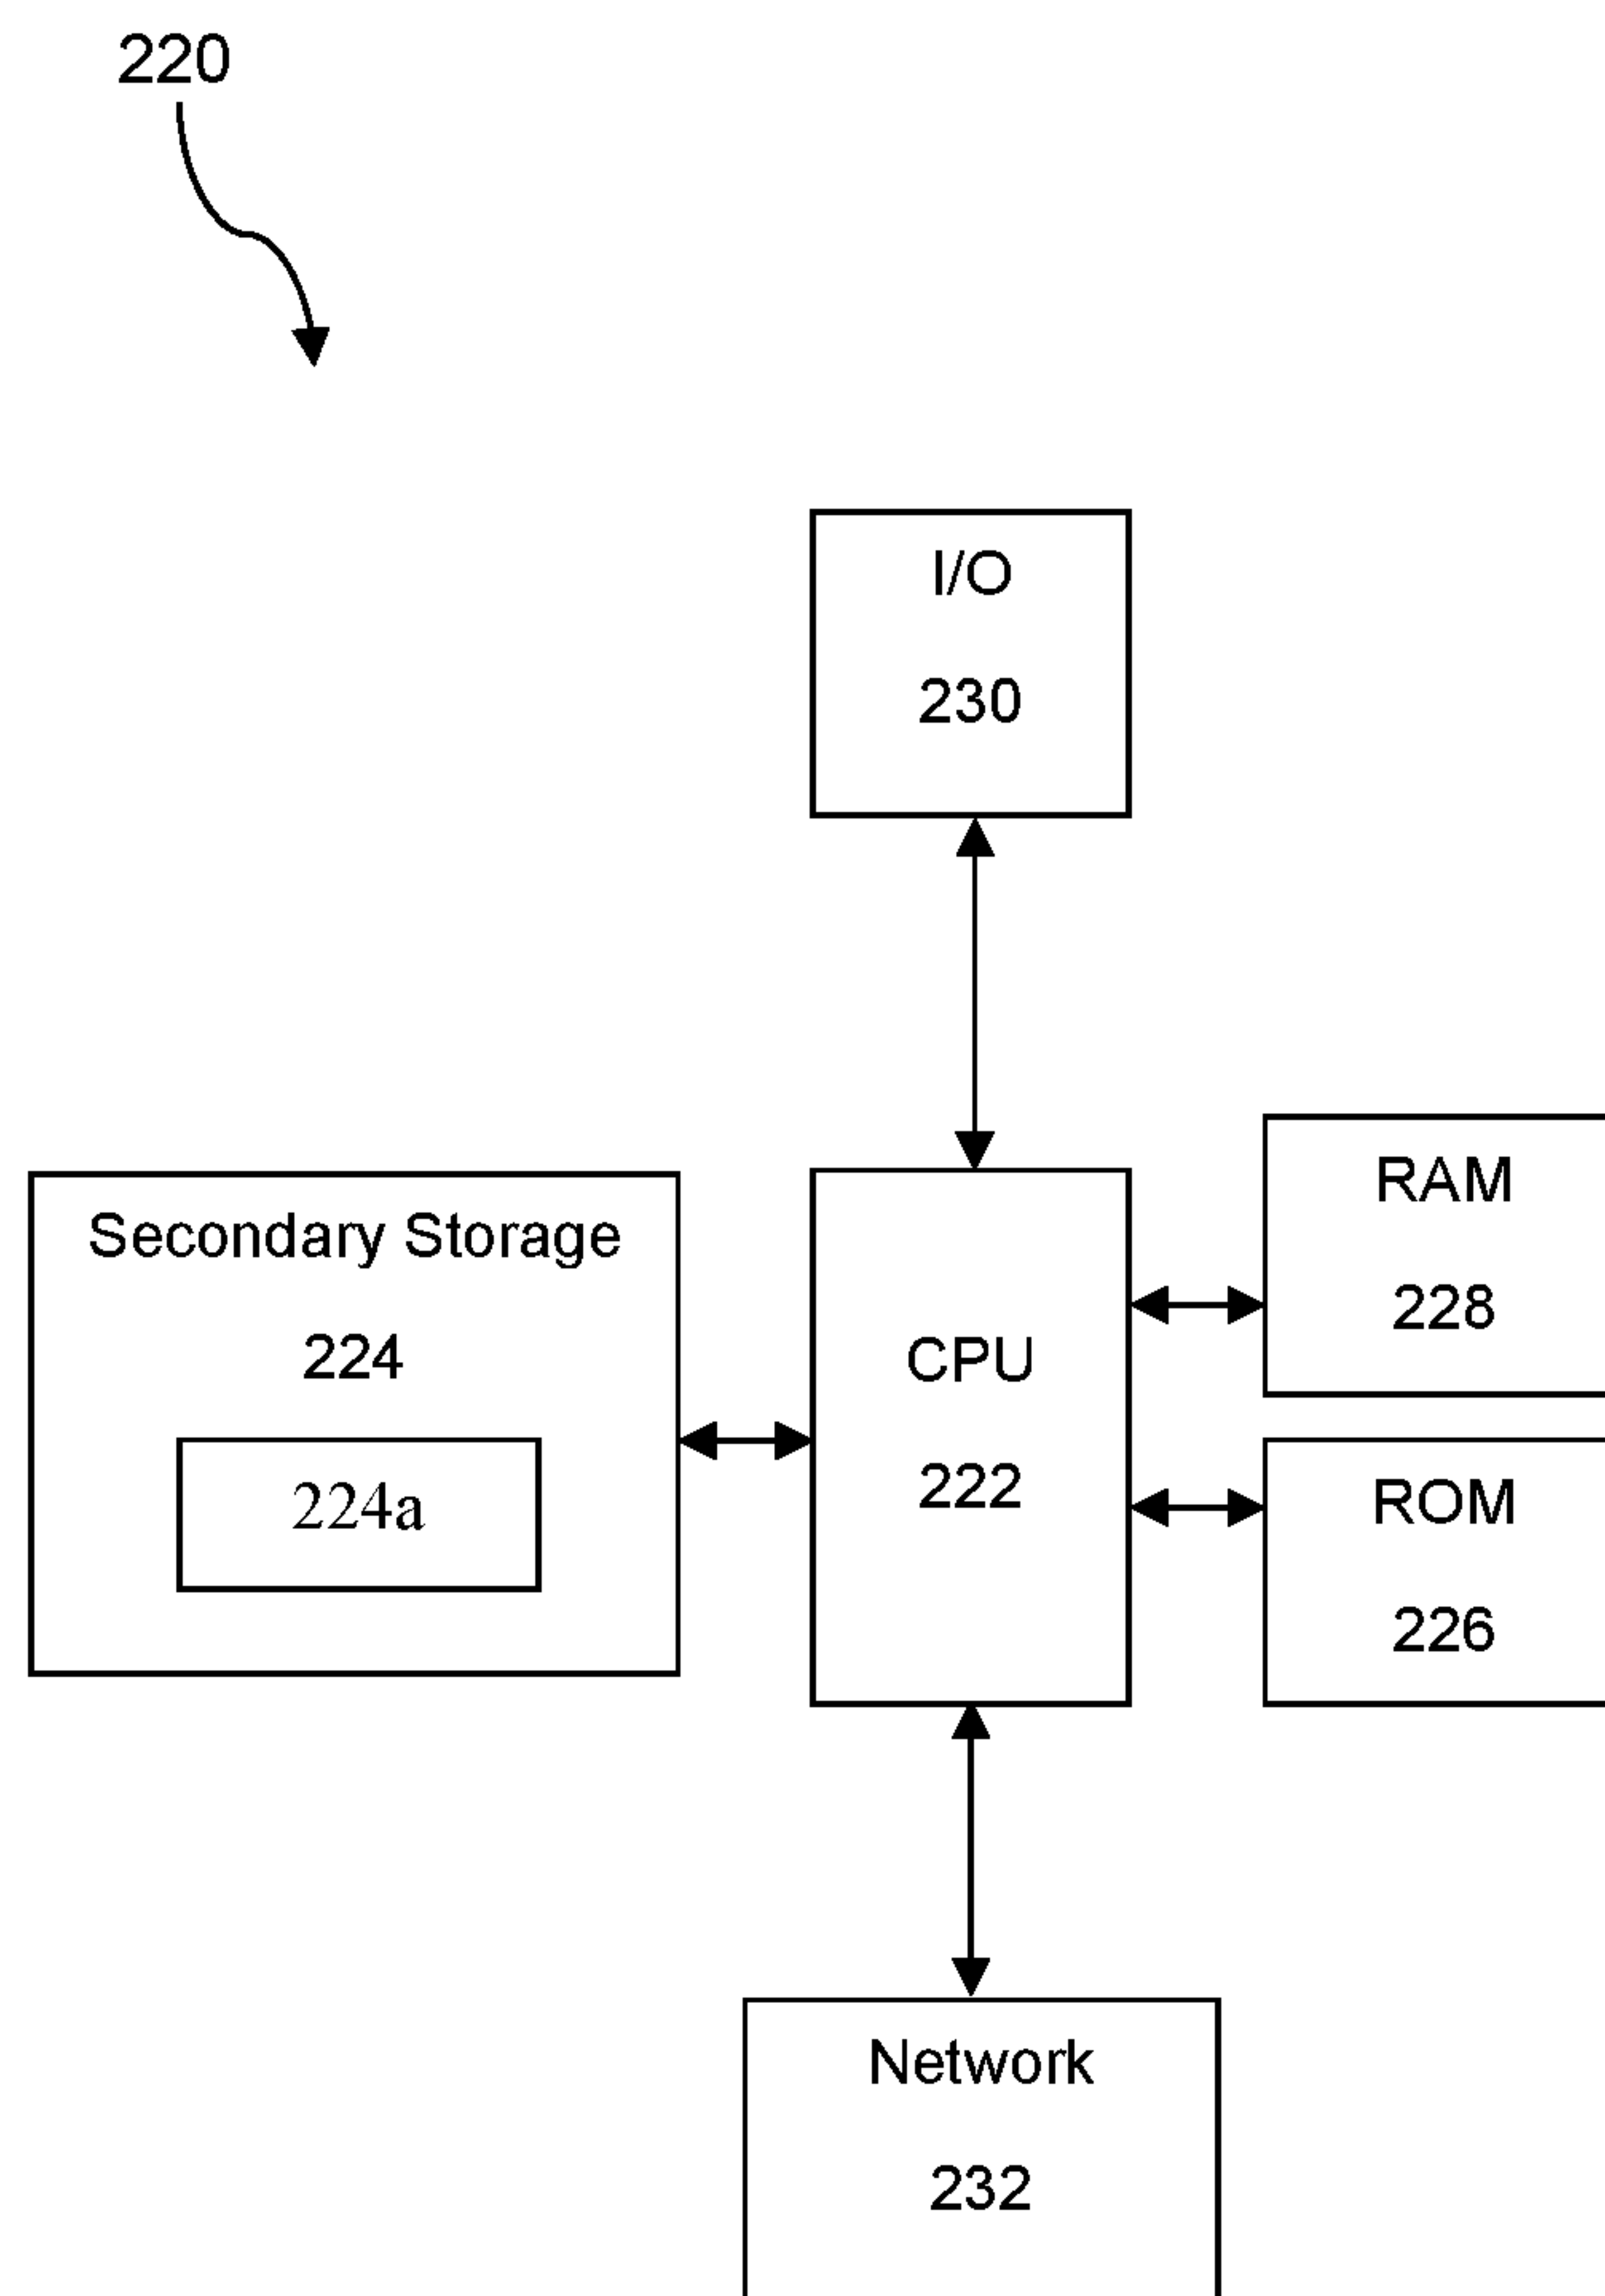 220
I/O
230
Secondary Storage
224
224a
CPU
222
RAM
228
ROM
226
Network
232